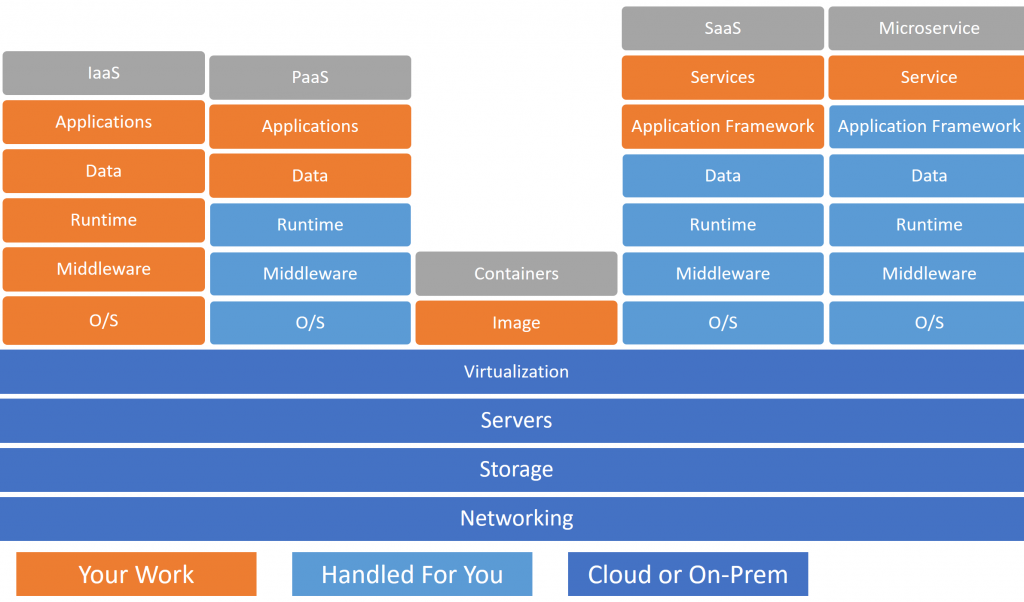 SaaS
Microservice
IaaS
PaaS
Services
Service
Applications
Applications
Application Framework
Application Framework
Data
Data
Data
Data
Runtime
Runtime
Runtime
Runtime
Middleware
Middleware
Containers
Middleware
Middleware
O/S
O/S
Image
O/S
O/S
Virtualization
Servers
Storage
Networking
Your Work
Handled For You
Cloud or On-Prem